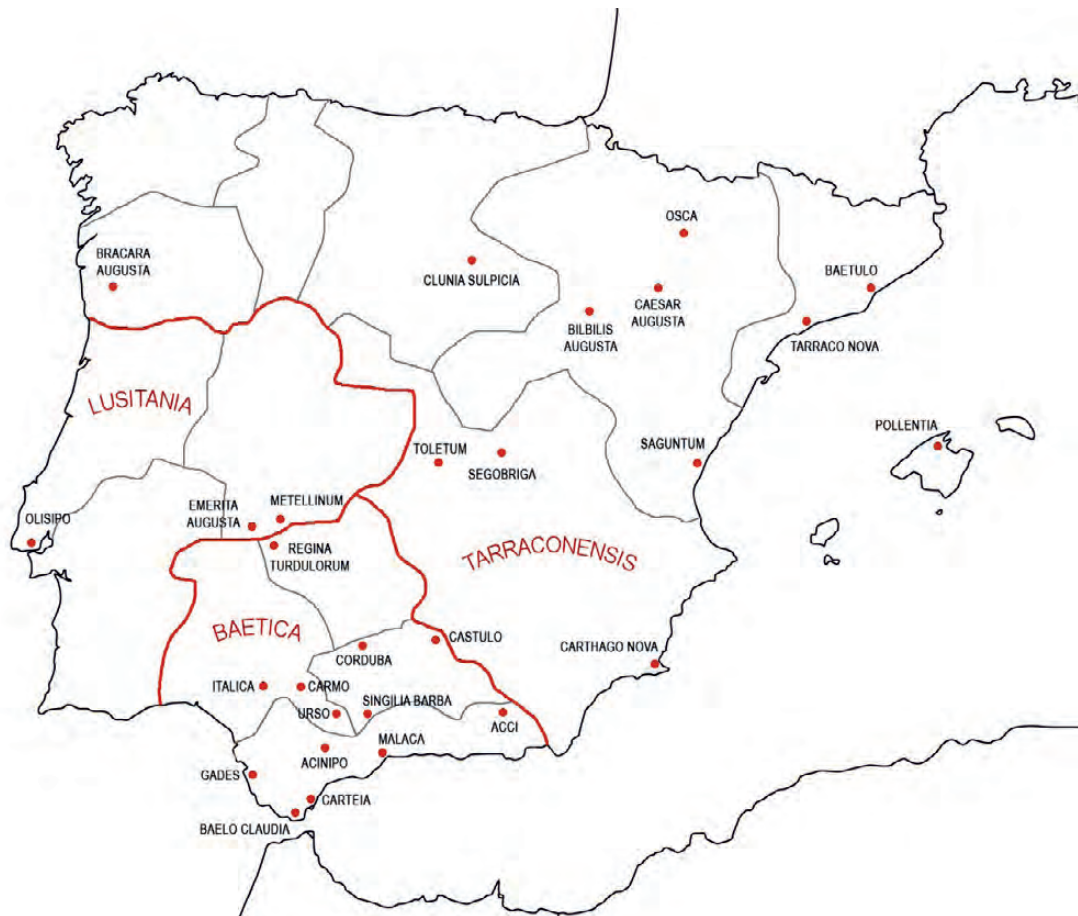 OSCA
BRACARA
AUGUSTA
CLUNIA SULPICIA
BAETULO
CAESAR
AUGUSTA
BILBILIS
AUGUSTA
TARRACO NOVA
LUSITANIA
POLLENTIA
TOLETUM
SAGUNTUM
SEGOBRIGA
METELLINUM
EMERITA
AUGUSTA
OLISIPO
REGINA
TURDULORUM
TARRACONENSIS
BAETICA
CASTULO
CORDUBA
CARTHAGO NOVA
ITALICA
CARMO
SINGILIA BARBA
URSO
ACCI
MALACA
ACINIPO
GADES
CARTEIA
BAELO CLAUDIA